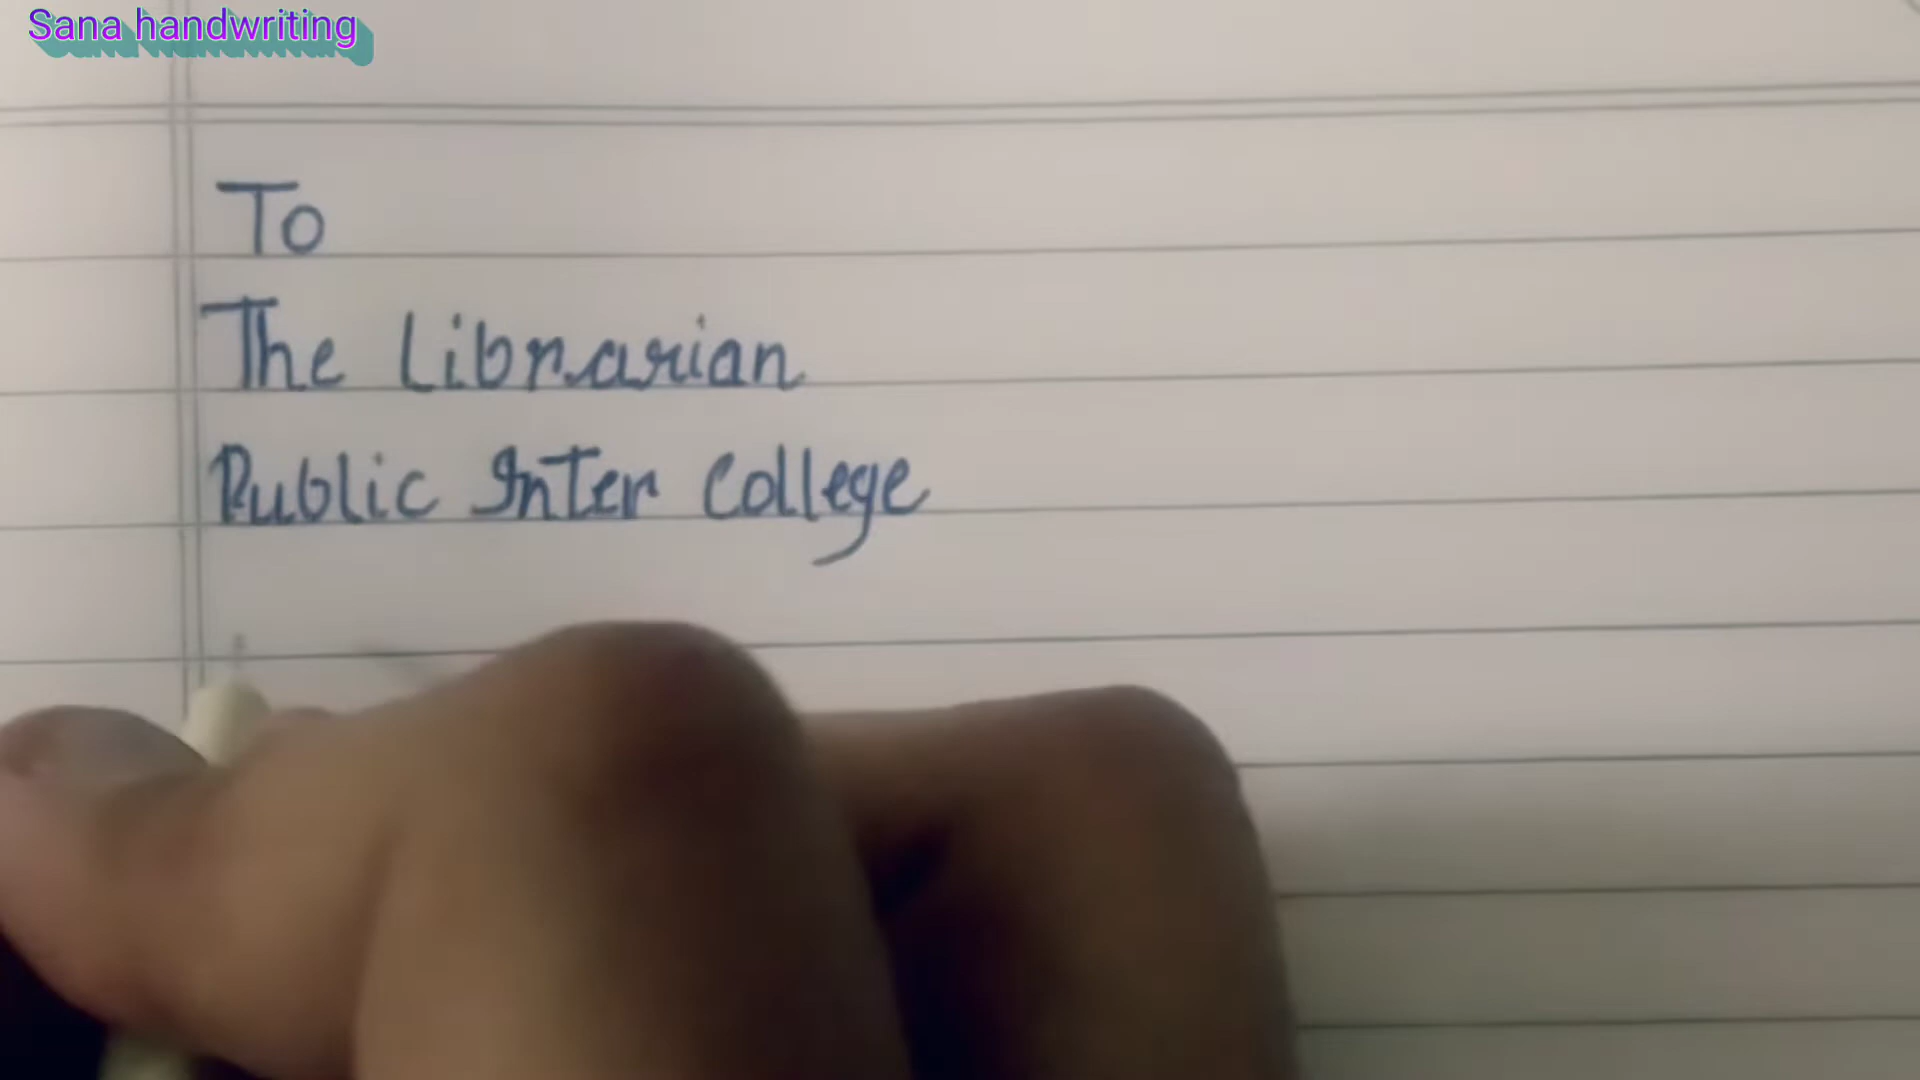 Sana handwriting
To
The Librarian
Public Inter College